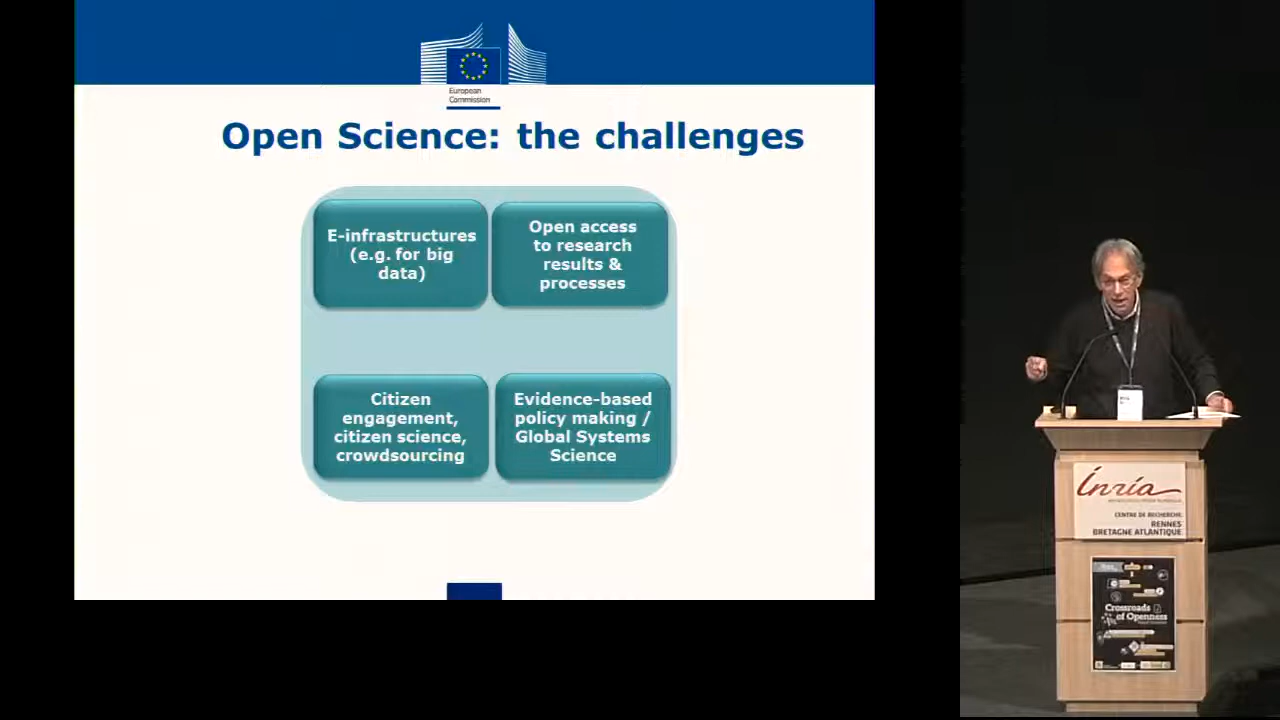 European
Commission
Open Science: the challenges
E-infrastructures
(e.g. for big
data)
Open access
to research
results &
processes
Citizen
engagement,
citizen science,
crowdsourcing
Evidence-based
policy making /
Global Systems
Science
Inria
CENTRE DE RECHERCHE
RENNES
BRETAGNE ATLANTIQUE
Crossroads
of Openness